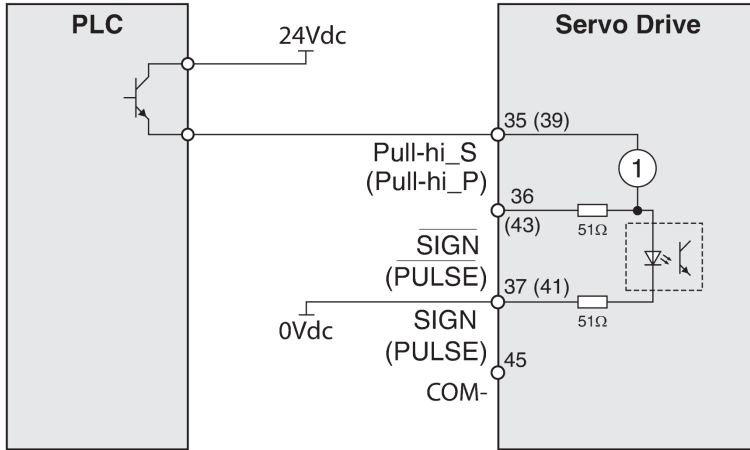 PLC
Servo Drive
24Vdc
35 (39)
Pull-hi_S
(Pull-hi_P)
1
36
(43)
51Ω
SIGN
(PULSE)
37 (41)
0Vdc
51Ω
SIGN
(PULSE)
45
COM-